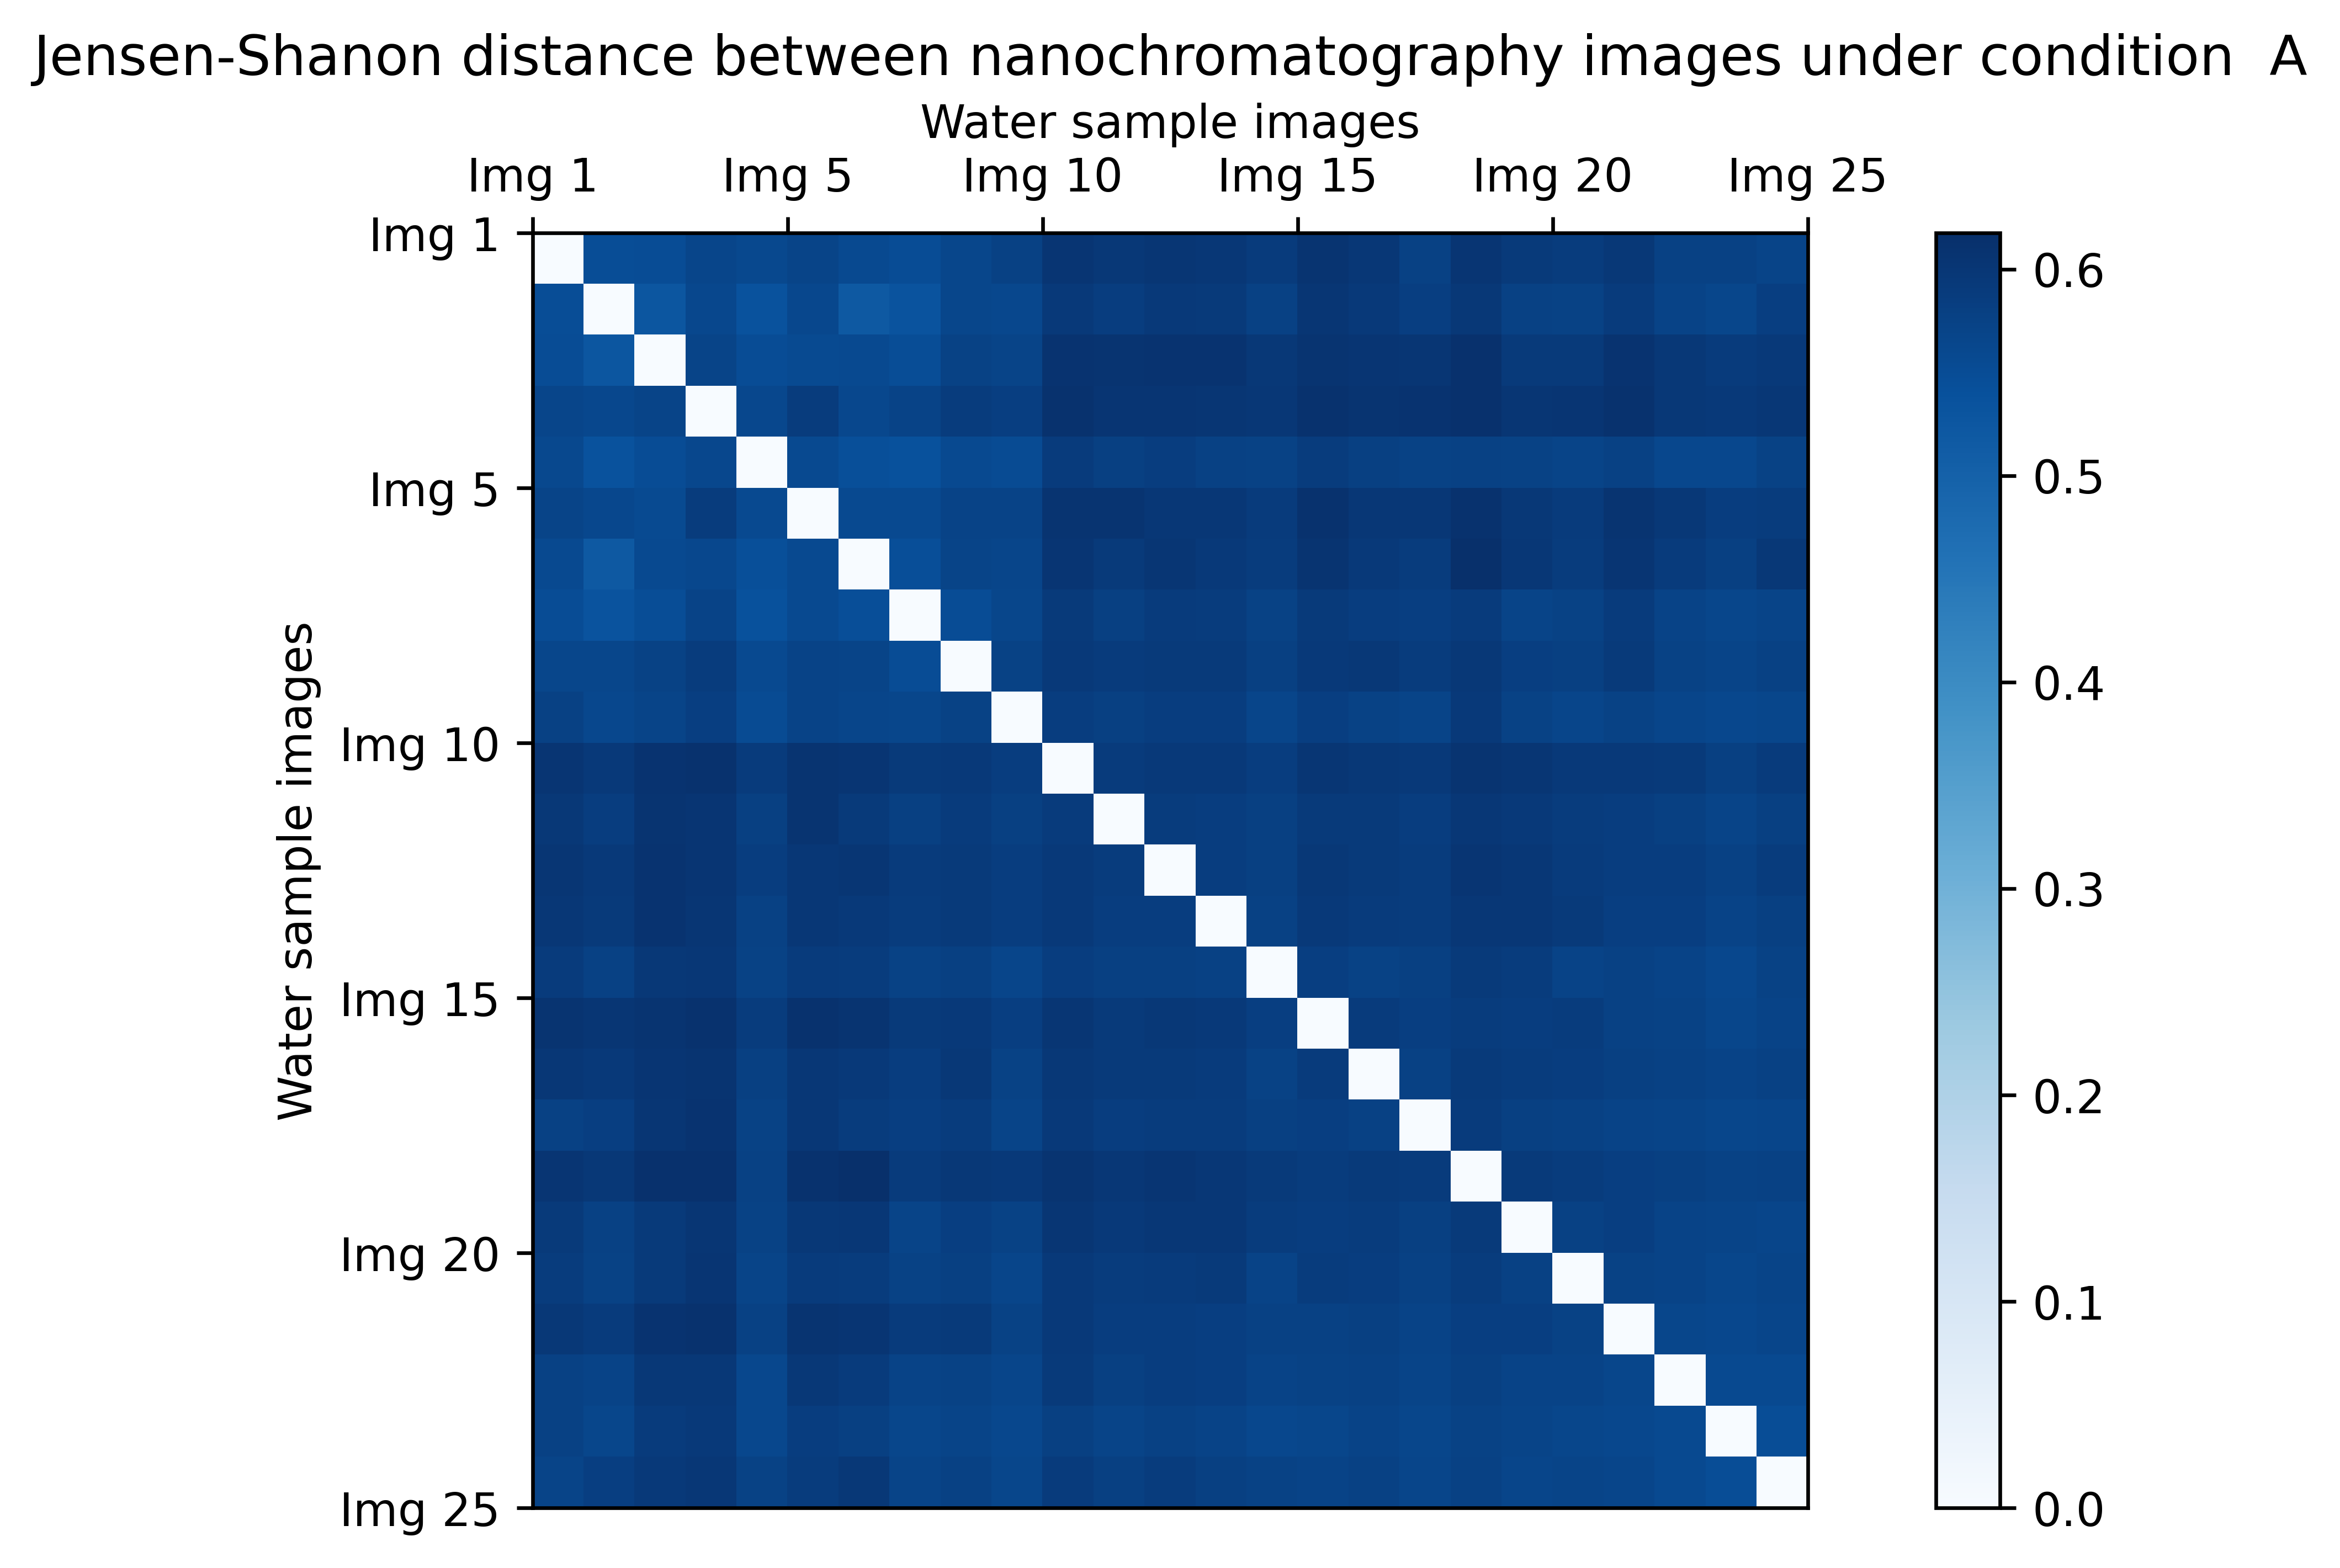 Jensen-Shanon distance between nanochromatography images under condition  A
Water sample images
Img 1 Img 5 Img 10 Img 15 Img 20 Img 25
Img 1
Img 5
Img 10
Img 15
Img 20
Img 25
Water sample images
0.6
0.5
0.4
0.3
0.2
0.1
0.0